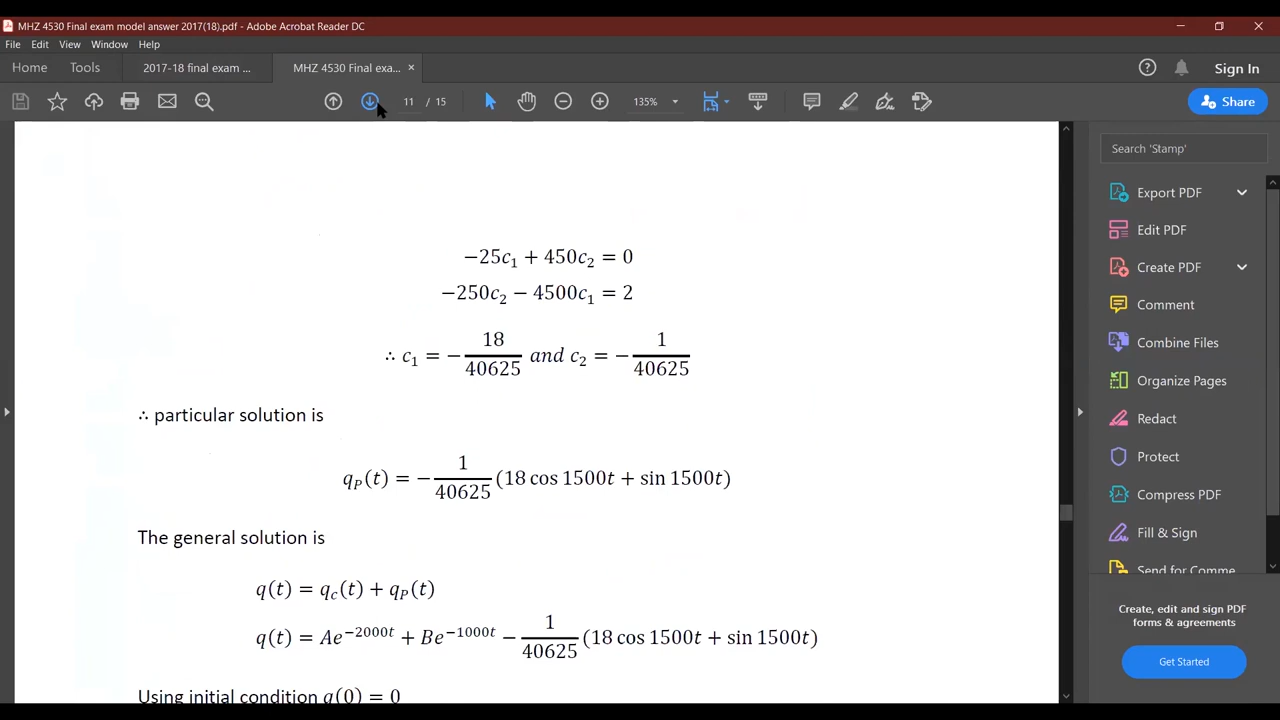 MHZ 4530 Final exam model answer 2017(18).pdf - Adobe Acrobat Reader DC
File Edit View Window Help
Home Tools 2017-18 final exam ... MHZ 4530 Final exa... ×
Sign In
11 / 15 135% Share
−25c₁ + 450c₂ = 0
−250c₂ − 4500c₁ = 2
∴ c₁ = − 18/40625 and c₂ = − 1/40625
∴ particular solution is
q_P(t) = − 1/40625 (18 cos 1500t + sin 1500t)
The general solution is
q(t) = q_c(t) + q_P(t)
q(t) = Ae^{−2000t} + Be^{−1000t} − 1/40625 (18 cos 1500t + sin 1500t)
Using initial condition q(0) = 0
Search 'Stamp'
Export PDF
Edit PDF
Create PDF
Comment
Combine Files
Organize Pages
Redact
Protect
Compress PDF
Fill & Sign
Send for Comme
Create, edit and sign PDF
forms & agreements
Get Started